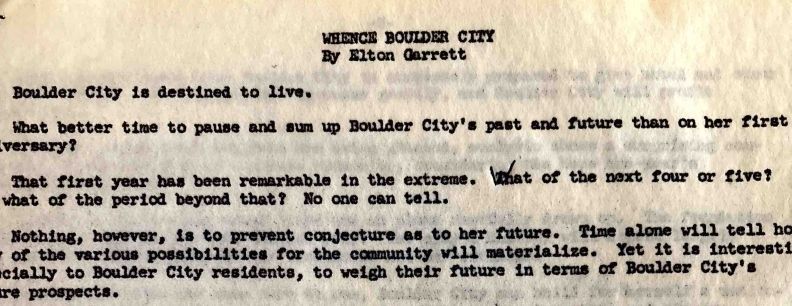 WHENCE BOULDER CITY
By Elton Garrett
Boulder City is destined to live.
What better time to pause and sum up Boulder City's past and future than on her first
versary?
That first year has been remarkable in the extreme. What of the next four or five?
what of the period beyond that? No one can tell.
Nothing, however, is to prevent conjecture as to her future. Time alone will tell ho
y of the various possibilities for the community will materialize. Yet it is interesti
ecially to Boulder City residents, to weigh their future in terms of Boulder City's
ure prospects.